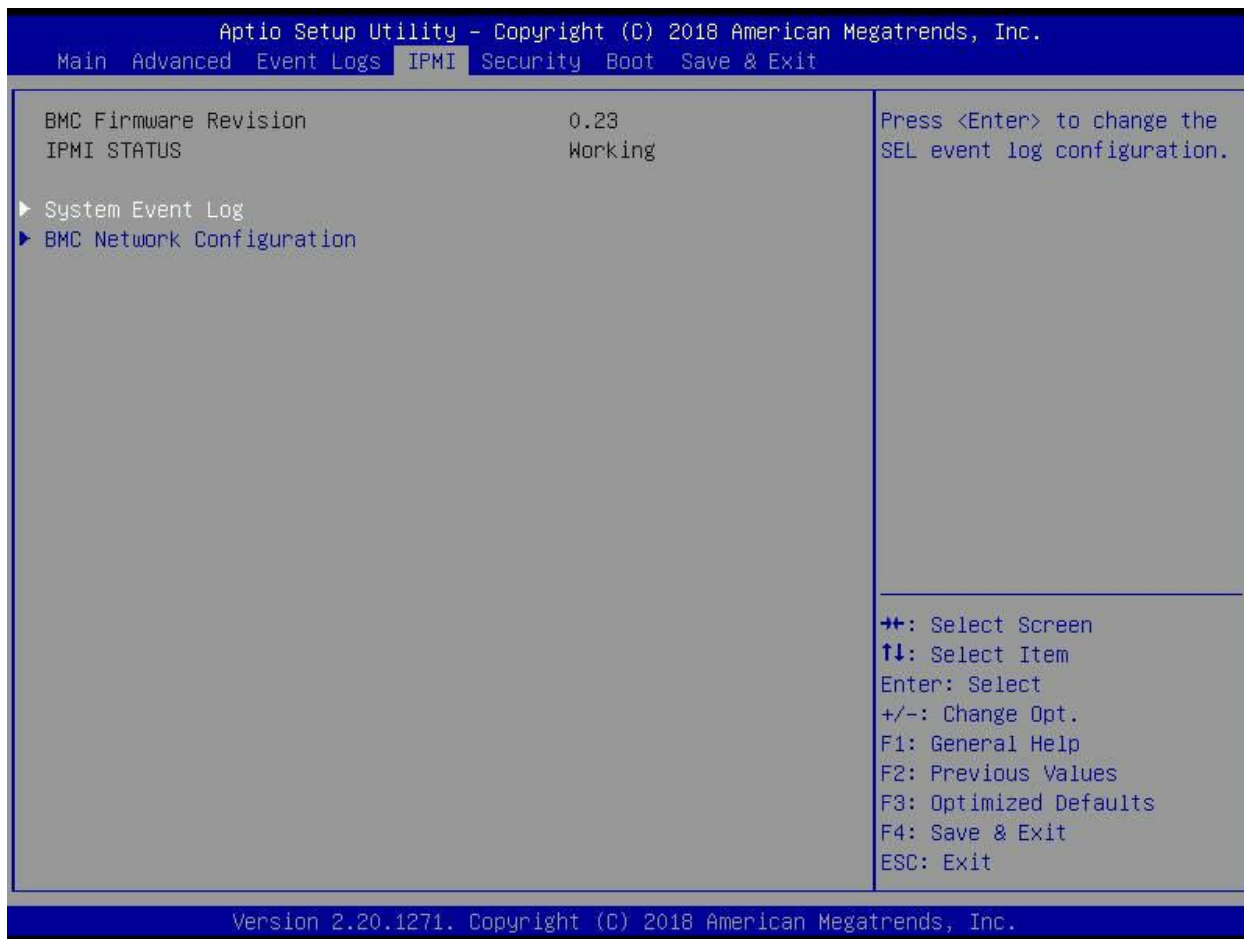 Aptio Setup Utility – Copyright (C) 2018 American Megatrends, Inc.
Main Advanced Event Logs IPMI Security Boot Save & Exit
BMC Firmware Revision 0.23
IPMI STATUS Working
System Event Log
BMC Network Configuration
Press <Enter> to change the
SEL event log configuration.
→←: Select Screen
↑↓: Select Item
Enter: Select
+/-: Change Opt.
F1: General Help
F2: Previous Values
F3: Optimized Defaults
F4: Save & Exit
ESC: Exit
Version 2.20.1271. Copyright (C) 2018 American Megatrends, Inc.